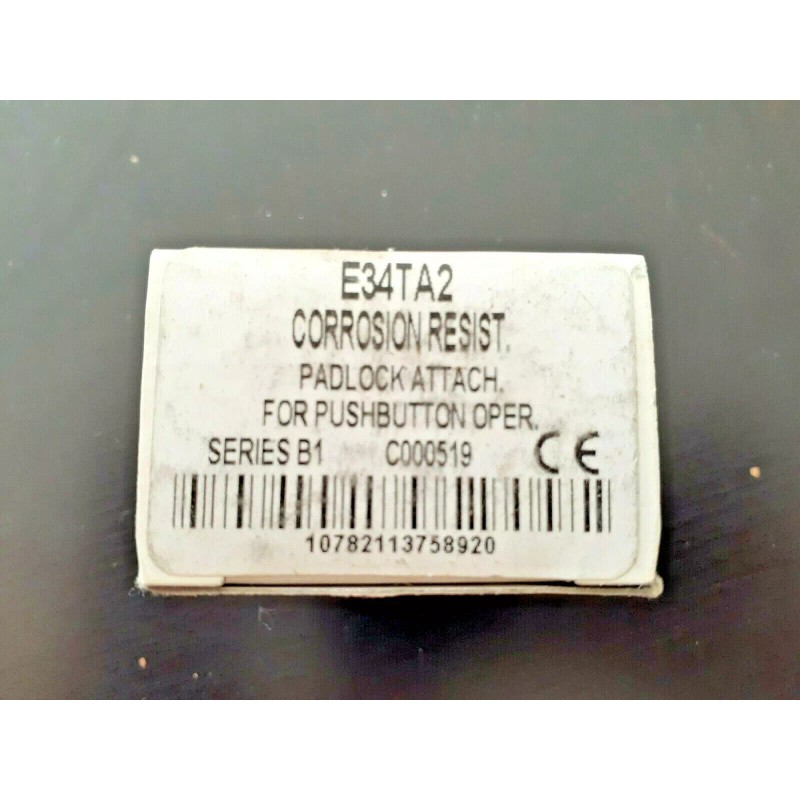 E34TA2
CORROSION RESIST.
PADLOCK ATTACH.
FOR PUSHBUTTON OPER.
SERIES B1 C000519 CE
10782113758920